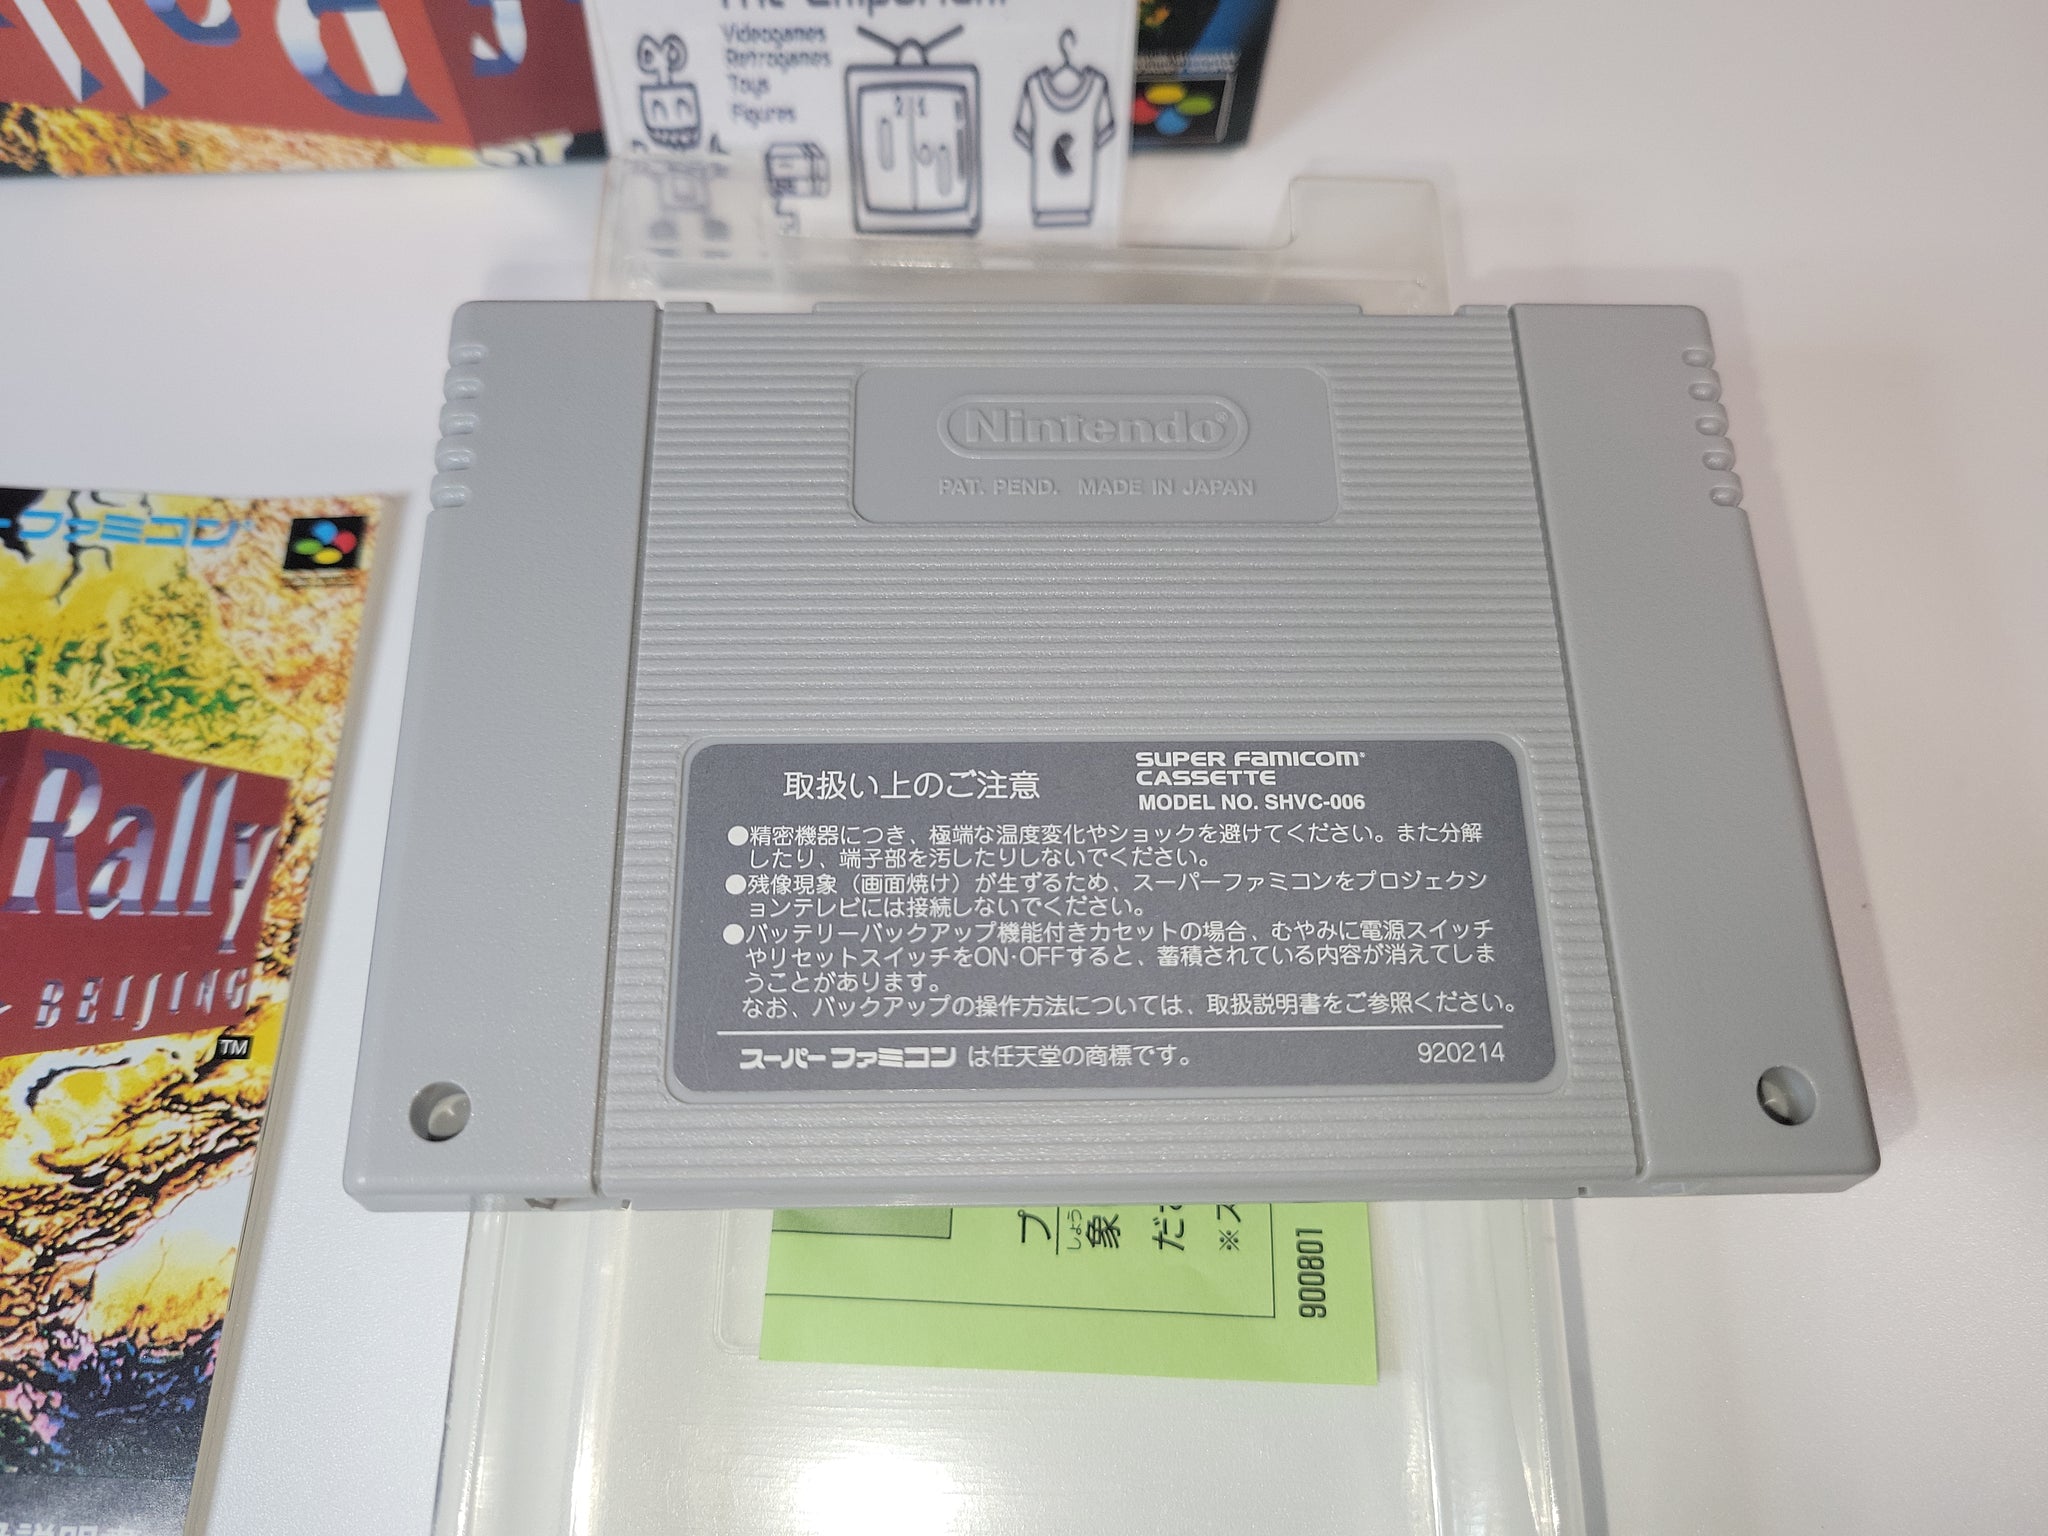 Videogames
Retrogames
Toys
Figures
Nintendo®
PAT. PEND. MADE IN JAPAN
ファミコン
Rally
BEIJING
TM
取扱い上のご注意
SUPER FAMICOM®
CASSETTE
MODEL NO. SHVC-006
●精密機器につき、極端な温度変化やショックを避けてください。また分解
したり、端子部を汚したりしないでください。
●残像現象（画面焼け）が生ずるため、スーパーファミコンをプロジェクシ
ョンテレビには接続しないでください。
●バッテリーバックアップ機能付きカセットの場合、むやみに電源スイッチ
やリセットスイッチをON·OFFすると、蓄積されている内容が消えてしま
うことがあります。
なお、バックアップの操作方法については、取扱説明書をご参照ください。
スーパーファミコン は任天堂の商標です。
920214
プ
しょう
象
だ
※ス
900801